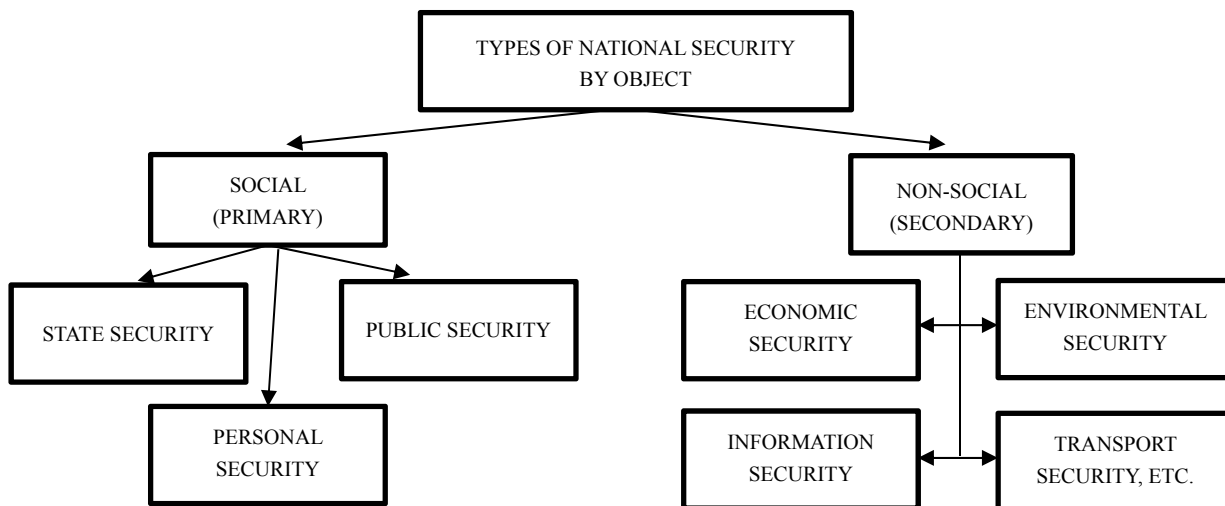 TYPES OF NATIONAL SECURITY
BY OBJECT
SOCIAL
(PRIMARY)
NON-SOCIAL
(SECONDARY)
STATE SECURITY
PUBLIC SECURITY
PERSONAL
SECURITY
ECONOMIC
SECURITY
ENVIRONMENTAL
SECURITY
INFORMATION
SECURITY
TRANSPORT
SECURITY, ETC.